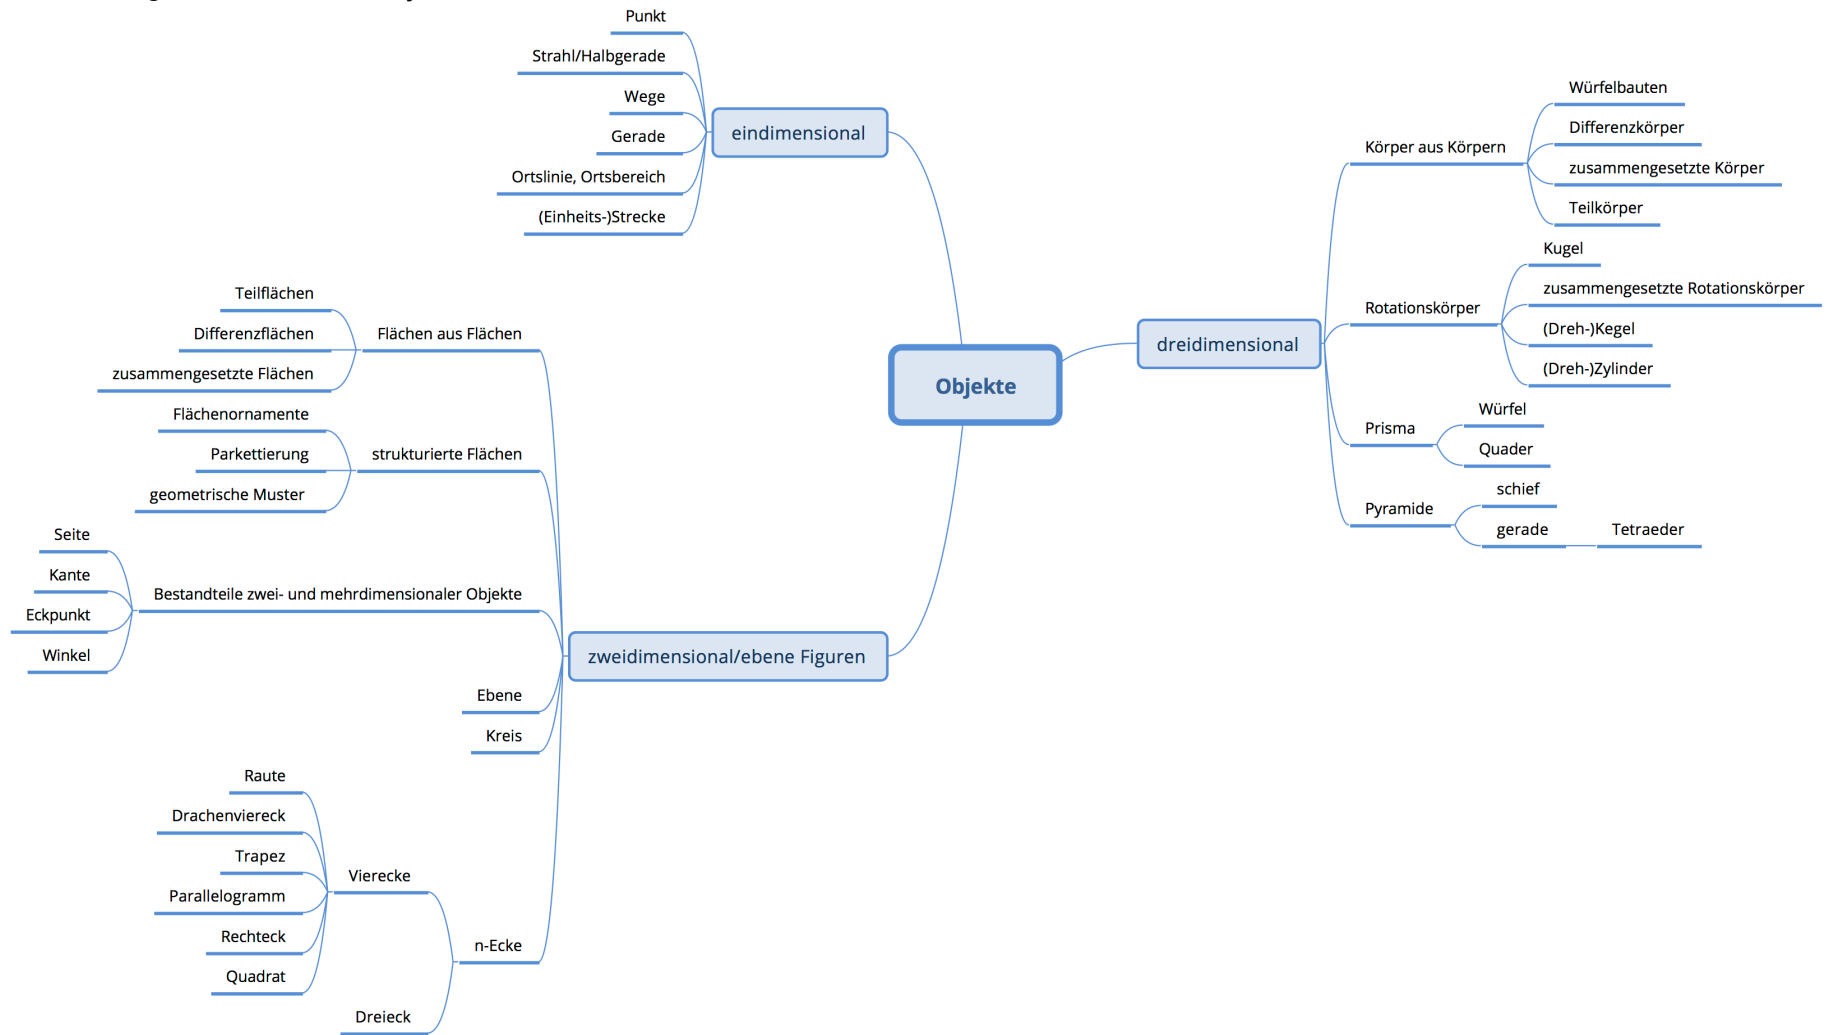 Punkt
Strahl/Halbgerade
Wege
Gerade
Ortslinie, Ortsbereich
(Einheits-)Strecke
eindimensional
Teilflächen
Differenzflächen
zusammengesetzte Flächen
Flächen aus Flächen
Flächenornamente
Parkettierung
geometrische Muster
strukturierte Flächen
Seite
Kante
Eckpunkt
Winkel
Bestandteile zwei- und mehrdimensionaler Objekte
zweidimensional/ebene Figuren
Ebene
Kreis
Raute
Drachenviereck
Trapez
Parallelogramm
Rechteck
Quadrat
Vierecke
n-Ecke
Dreieck
Objekte
dreidimensional
Körper aus Körpern
Würfelbauten
Differenzkörper
zusammengesetzte Körper
Teilkörper
Rotationskörper
Kugel
zusammengesetzte Rotationskörper
(Dreh-)Kegel
(Dreh-)Zylinder
Prisma
Würfel
Quader
Pyramide
schief
gerade
Tetraeder